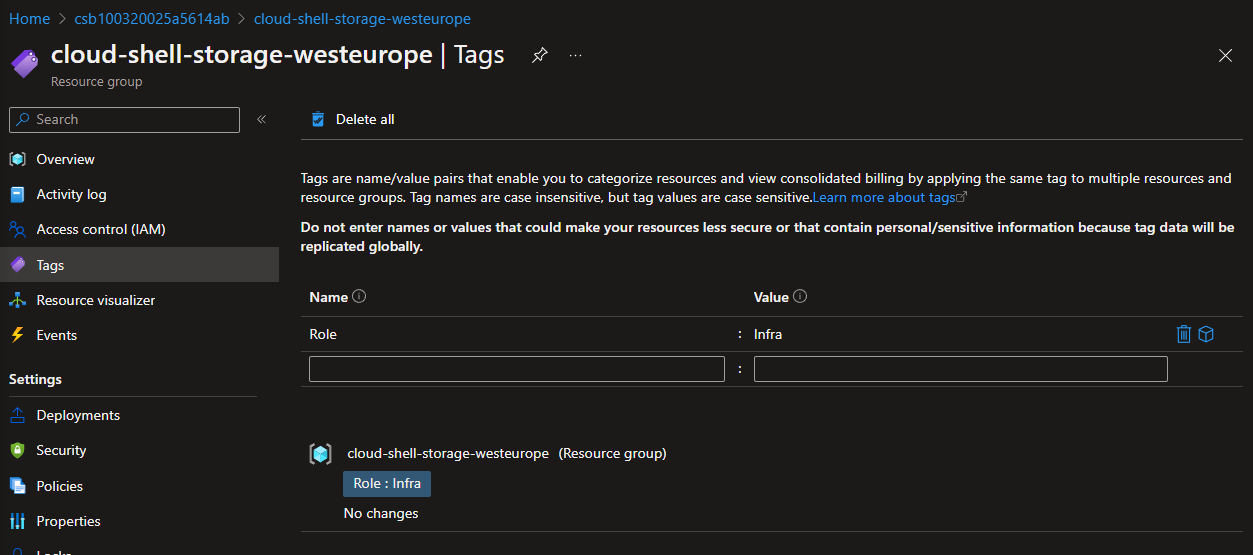 Home > csb100320025a5614ab > cloud-shell-storage-westeurope
cloud-shell-storage-westeurope | Tags ...
Resource group
Search «
Delete all
Overview
Activity log
Access control (IAM)
Tags
Resource visualizer
Events
Settings
Deployments
Security
Policies
Properties
Locks
Tags are name/value pairs that enable you to categorize resources and view consolidated billing by applying the same tag to multiple resources and
resource groups. Tag names are case insensitive, but tag values are case sensitive.Learn more about tags
Do not enter names or values that could make your resources less secure or that contain personal/sensitive information because tag data will be
replicated globally.
Name Value
Role : Infra
:
cloud-shell-storage-westeurope (Resource group)
Role : Infra
No changes